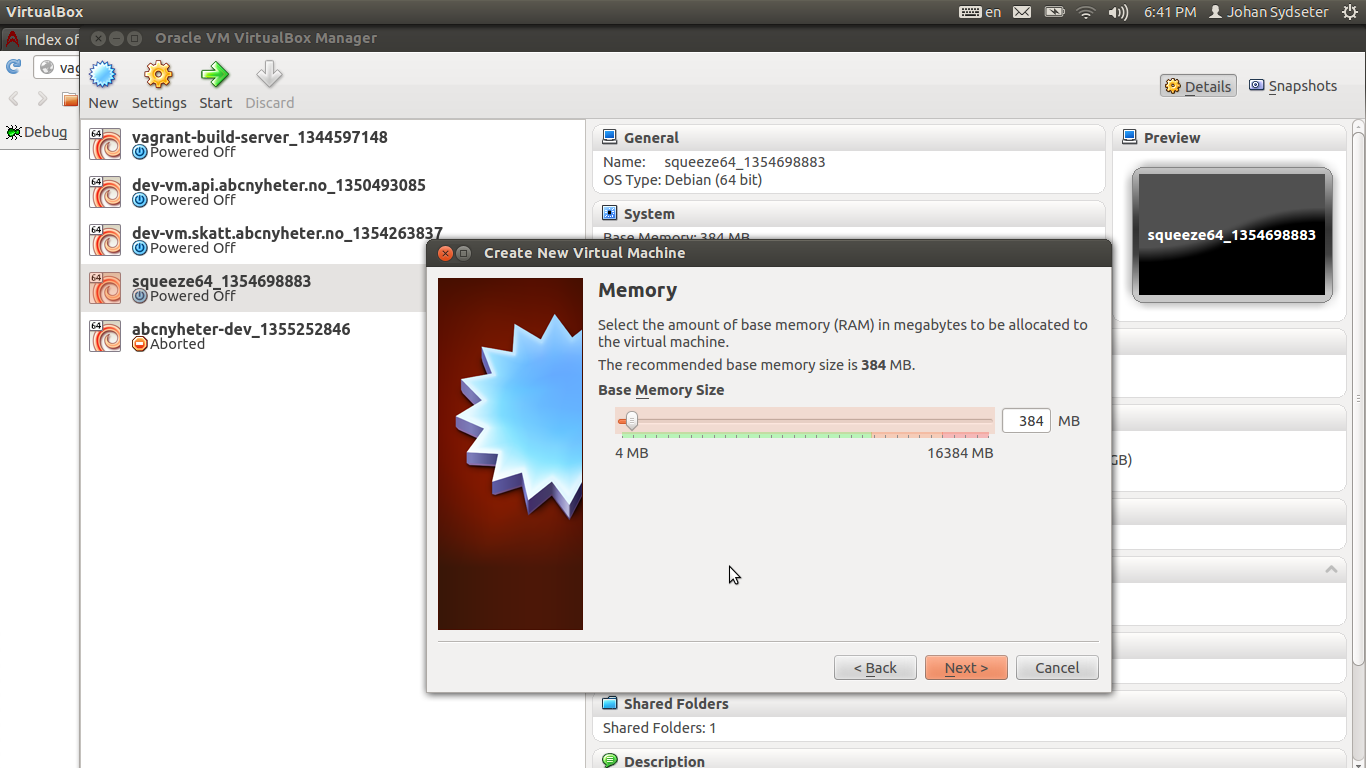 VirtualBox
en
6:41 PM
Johan Sydseter
Index of
Oracle VM VirtualBox Manager
vag
New
Settings
Start
Discard
Details
Snapshots
Debug
64
vagrant-build-server_1344597148
Powered Off
64
dev-vm.api.abcnyheter.no_1350493085
Powered Off
64
dev-vm.skatt.abcnyheter.no_1354263837
Powered Off
64
squeeze64_1354698883
Powered Off
64
abcnyheter-dev_1355252846
Aborted
General
Name: squeeze64_1354698883
OS Type: Debian (64 bit)
System
Base Memory: 384 MB
Preview
squeeze64_1354698883
Create New Virtual Machine
Memory
Select the amount of base memory (RAM) in megabytes to be allocated to
the virtual machine.
The recommended base memory size is 384 MB.
Base Memory Size
384 MB
4 MB
16384 MB
GB)
< Back
Next >
Cancel
Shared Folders
Shared Folders: 1
Description